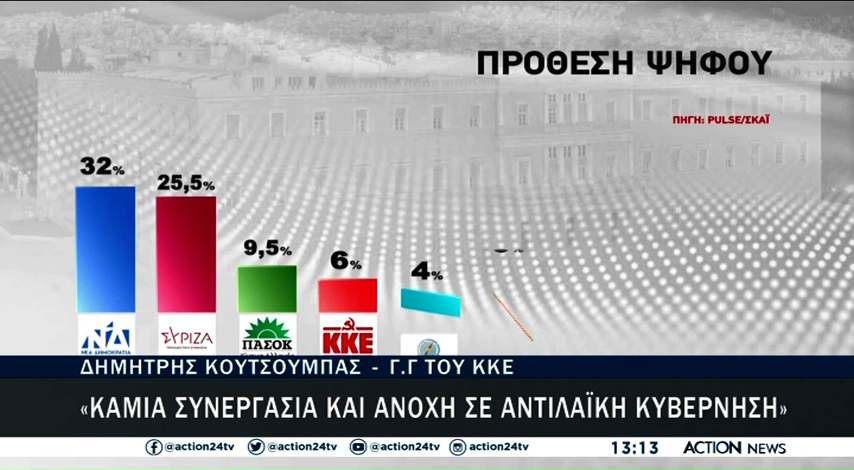 ΠΡΟΘΕΣΗ ΨΗΦΟΥ
ΠΗΓΗ: PULSE/ΣΚΑΪ
32%
25,5%
9,5%
6%
4%
ΝΔ
ΝΕΑ ΔΗΜΟΚΡΑΤΙΑ
ΣΥΡΙΖΑ
ΠΑΣΟΚ
ΚΚΕ
ΔΗΜΗΤΡΗΣ ΚΟΥΤΣΟΥΜΠΑΣ - Γ.Γ ΤΟΥ ΚΚΕ
«ΚΑΜΙΑ ΣΥΝΕΡΓΑΣΙΑ ΚΑΙ ΑΝΟΧΗ ΣΕ ΑΝΤΙΛΑΪΚΗ ΚΥΒΕΡΝΗΣΗ»
@action24tv @action24tv @action24tv action24tv 13:13 ACTION NEWS